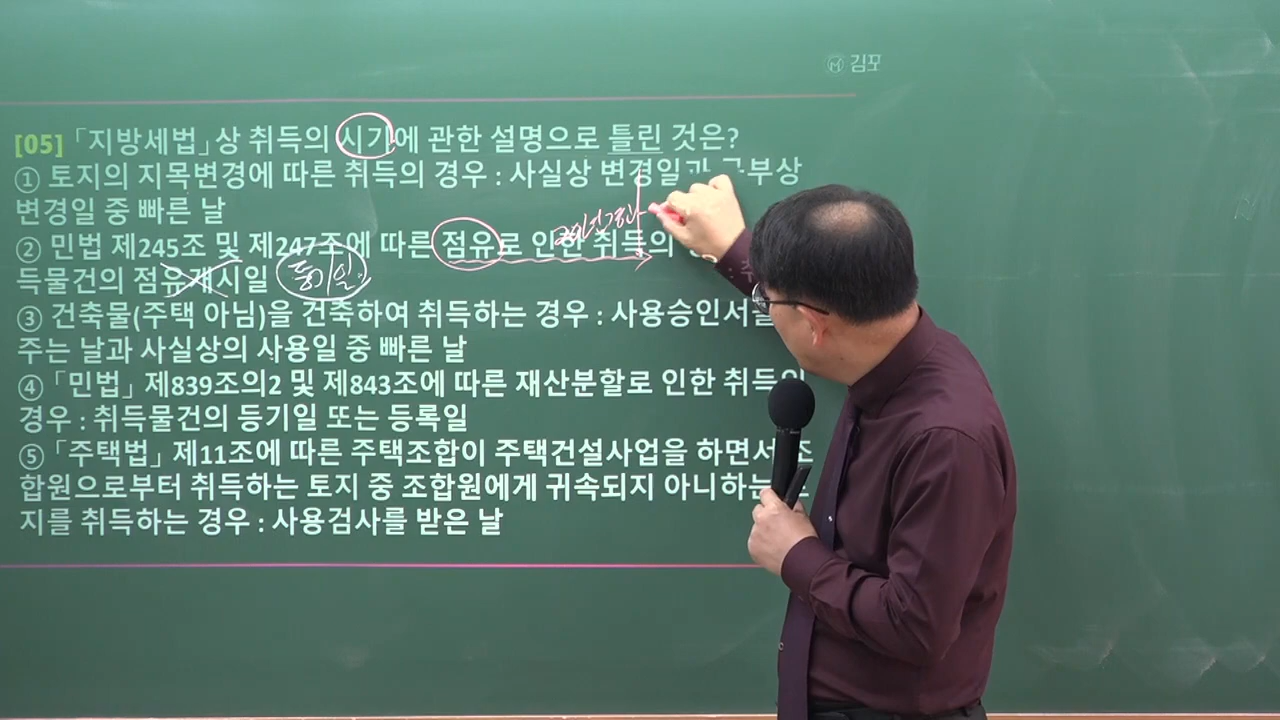 김포
[05] 「지방세법」상 취득의 시기에 관한 설명으로 틀린 것은?
① 토지의 지목변경에 따른 취득의 경우 : 사실상 변경일과 부상
변경일 중 빠른 날
② 민법 제245조 및 제247조에 따른 점유로 인한 취득의
득물건의 점유개시일 등기일
③ 건축물(주택 아님)을 건축하여 취득하는 경우 : 사용승인서를
주는 날과 사실상의 사용일 중 빠른 날
④ 「민법」 제839조의2 및 제843조에 따른 재산분할로 인한 취득의
경우 : 취득물건의 등기일 또는 등록일
⑤ 「주택법」 제11조에 따른 주택조합이 주택건설사업을 하면서 조
합원으로부터 취득하는 토지 중 조합원에게 귀속되지 아니하는
지를 취득하는 경우 : 사용검사를 받은 날